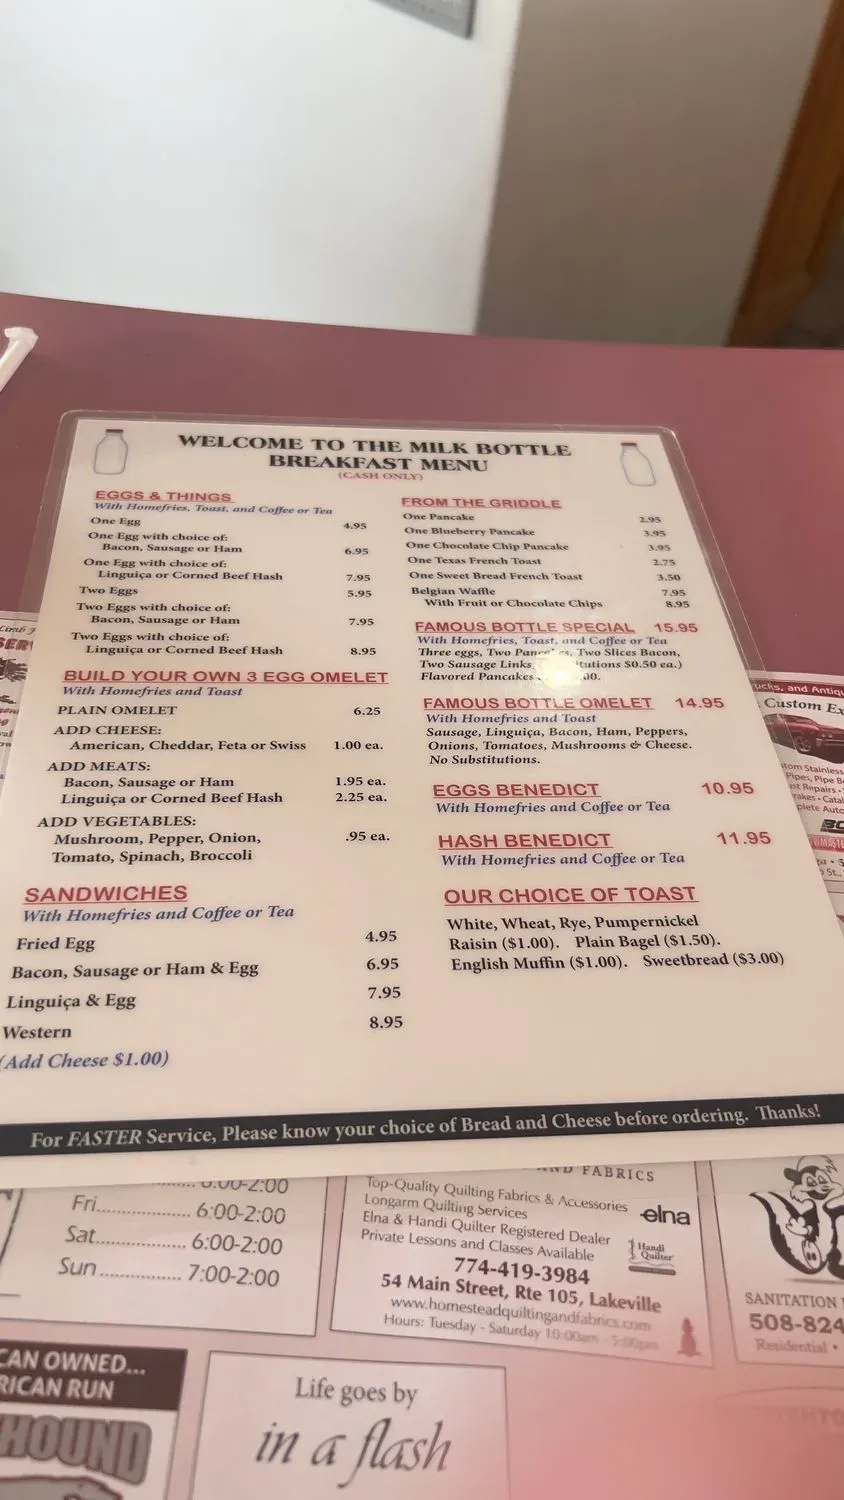 WELCOME TO THE MILK BOTTLE
BREAKFAST MENU
(CASH ONLY)
EGGS & THINGS
With Homefries, Toast, and Coffee or Tea
One Egg 4.95
One Egg with choice of:
Bacon, Sausage or Ham 6.95
One Egg with choice of:
Linguiça or Corned Beef Hash 7.95
Two Eggs 5.95
Two Eggs with choice of:
Bacon, Sausage or Ham 7.95
Two Eggs with choice of:
Linguiça or Corned Beef Hash 8.95
BUILD YOUR OWN 3 EGG OMELET
With Homefries and Toast
PLAIN OMELET 6.25
ADD CHEESE:
American, Cheddar, Feta or Swiss 1.00 ea.
ADD MEATS:
Bacon, Sausage or Ham 1.95 ea.
Linguiça or Corned Beef Hash 2.25 ea.
ADD VEGETABLES:
Mushroom, Pepper, Onion, .95 ea.
Tomato, Spinach, Broccoli
SANDWICHES
With Homefries and Coffee or Tea
Fried Egg 4.95
Bacon, Sausage or Ham & Egg 6.95
Linguiça & Egg 7.95
Western 8.95
(Add Cheese $1.00)
FROM THE GRIDDLE
One Pancake 2.95
One Blueberry Pancake 3.95
One Chocolate Chip Pancake 3.95
One Texas French Toast 2.75
One Sweet Bread French Toast 3.50
Belgian Waffle 7.95
With Fruit or Chocolate Chips 8.95
FAMOUS BOTTLE SPECIAL 15.95
With Homefries, Toast, and Coffee or Tea
Three eggs, Two Pancakes, Two Slices Bacon,
Two Sausage Links, $0.50 ea.)
Flavored Pancakes
FAMOUS BOTTLE OMELET 14.95
With Homefries and Toast
Sausage, Linguiça, Bacon, Ham, Peppers,
Onions, Tomatoes, Mushrooms & Cheese.
No Substitutions.
EGGS BENEDICT 10.95
With Homefries and Coffee or Tea
HASH BENEDICT 11.95
With Homefries and Coffee or Tea
OUR CHOICE OF TOAST
White, Wheat, Rye, Pumpernickel
Raisin ($1.00). Plain Bagel ($1.50).
English Muffin ($1.00). Sweetbread ($3.00)
For FASTER Service, Please know your choice of Bread and Cheese before ordering. Thanks!
Fri 6:00-2:00
Sat 6:00-2:00
Sun 7:00-2:00
AND FABRICS
Top-Quality Quilting Fabrics & Accessories
Longarm Quilting Services
Elna & Handi Quilter Registered Dealer
Private Lessons and Classes Available
elna
Handi
Quilter
774-419-3984
54 Main Street, Rte 105, Lakeville
www.homesteadquiltingandfabrics.com
Hours: Tuesday - Saturday 10:00am - 5:00pm
SANITATION
508-824
Residential •
CAN OWNED...
RICAN RUN
HOUND
Life goes by
in a flash
Custom Ex